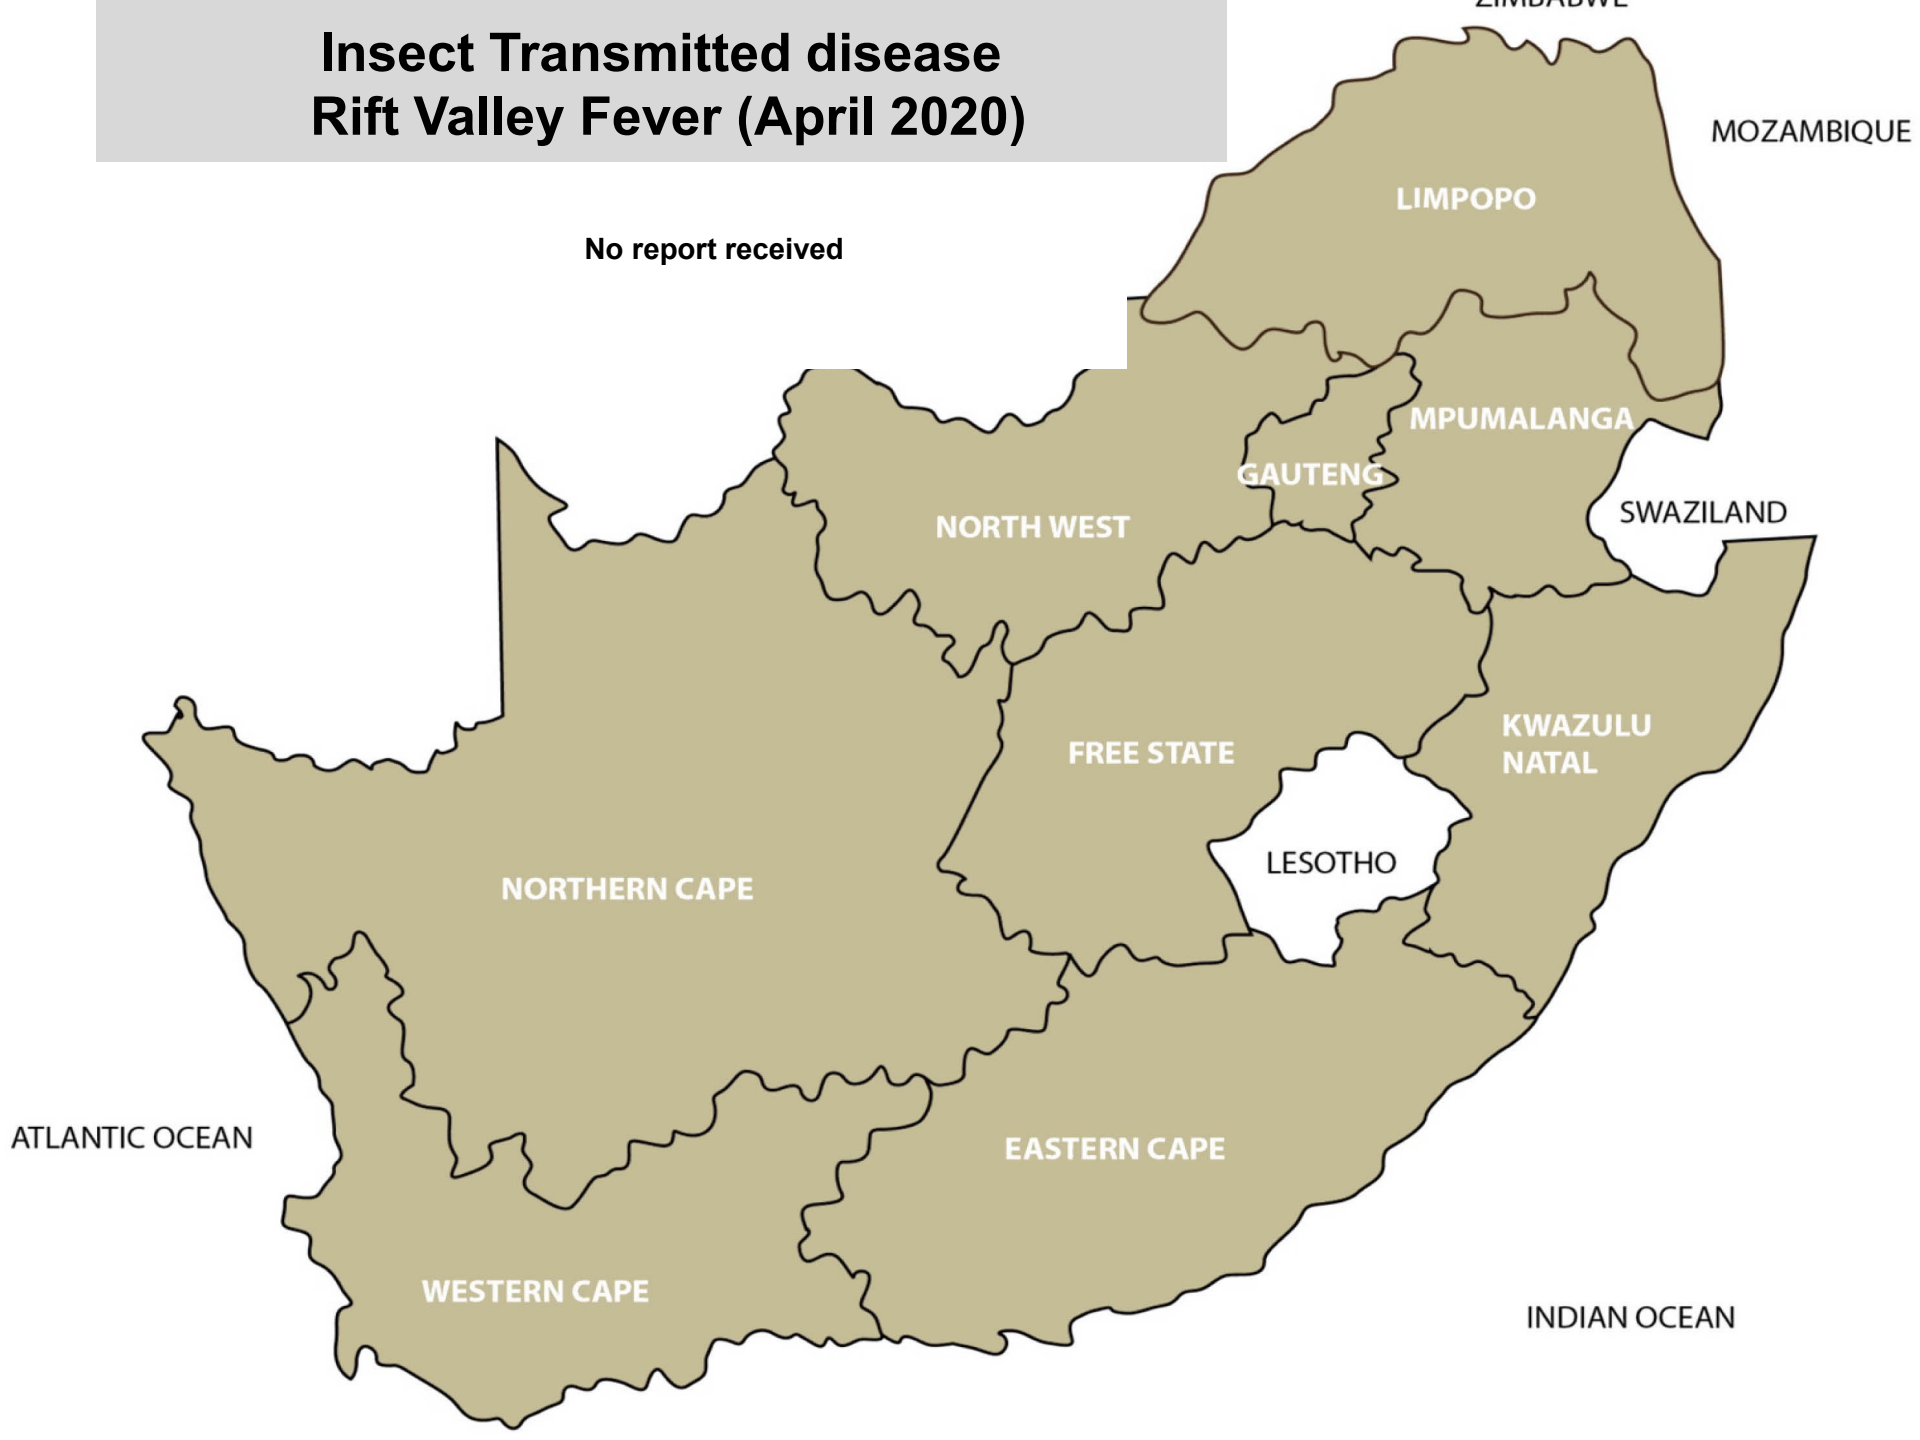 ZIMBABWE
Insect Transmitted disease
Rift Valley Fever (April 2020)
MOZAMBIQUE
LIMPOPO
No report received
MPUMALANGA
GAUTENG
SWAZILAND
NORTH WEST
KWAZULU
NATAL
FREE STATE
LESOTHO
NORTHERN CAPE
ATLANTIC OCEAN
EASTERN CAPE
WESTERN CAPE
INDIAN OCEAN